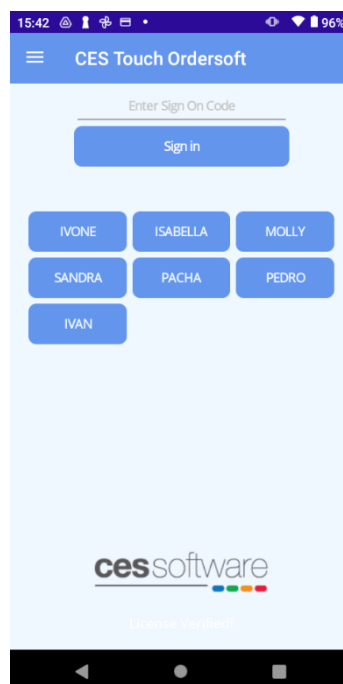 15:42 96%
CES Touch Ordersoft
Enter Sign On Code
Sign in
IVONE ISABELLA MOLLY
SANDRA PACHA PEDRO
IVAN
cessoftware
License Verified!